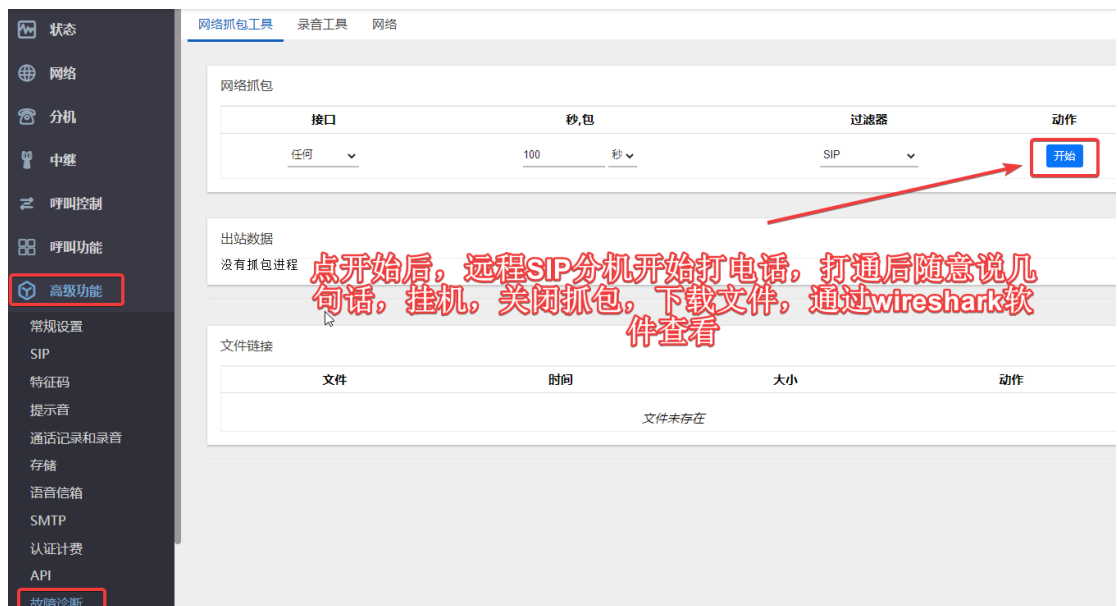 状态
网络
分机
中继
呼叫控制
呼叫功能
高级功能
常规设置
SIP
特征码
提示音
通话记录和录音
存储
语音信箱
SMTP
认证计费
API
故障诊断
网络抓包工具 录音工具 网络
网络抓包
接口 秒,包 过滤器 动作
任何 100 秒 SIP 开始
出站数据
没有抓包进程
点开始后，远程SIP分机开始打电话，打通后随意说几
句话，挂机，关闭抓包，下载文件，通过wireshark软
件查看
文件链接
文件 时间 大小 动作
文件未存在